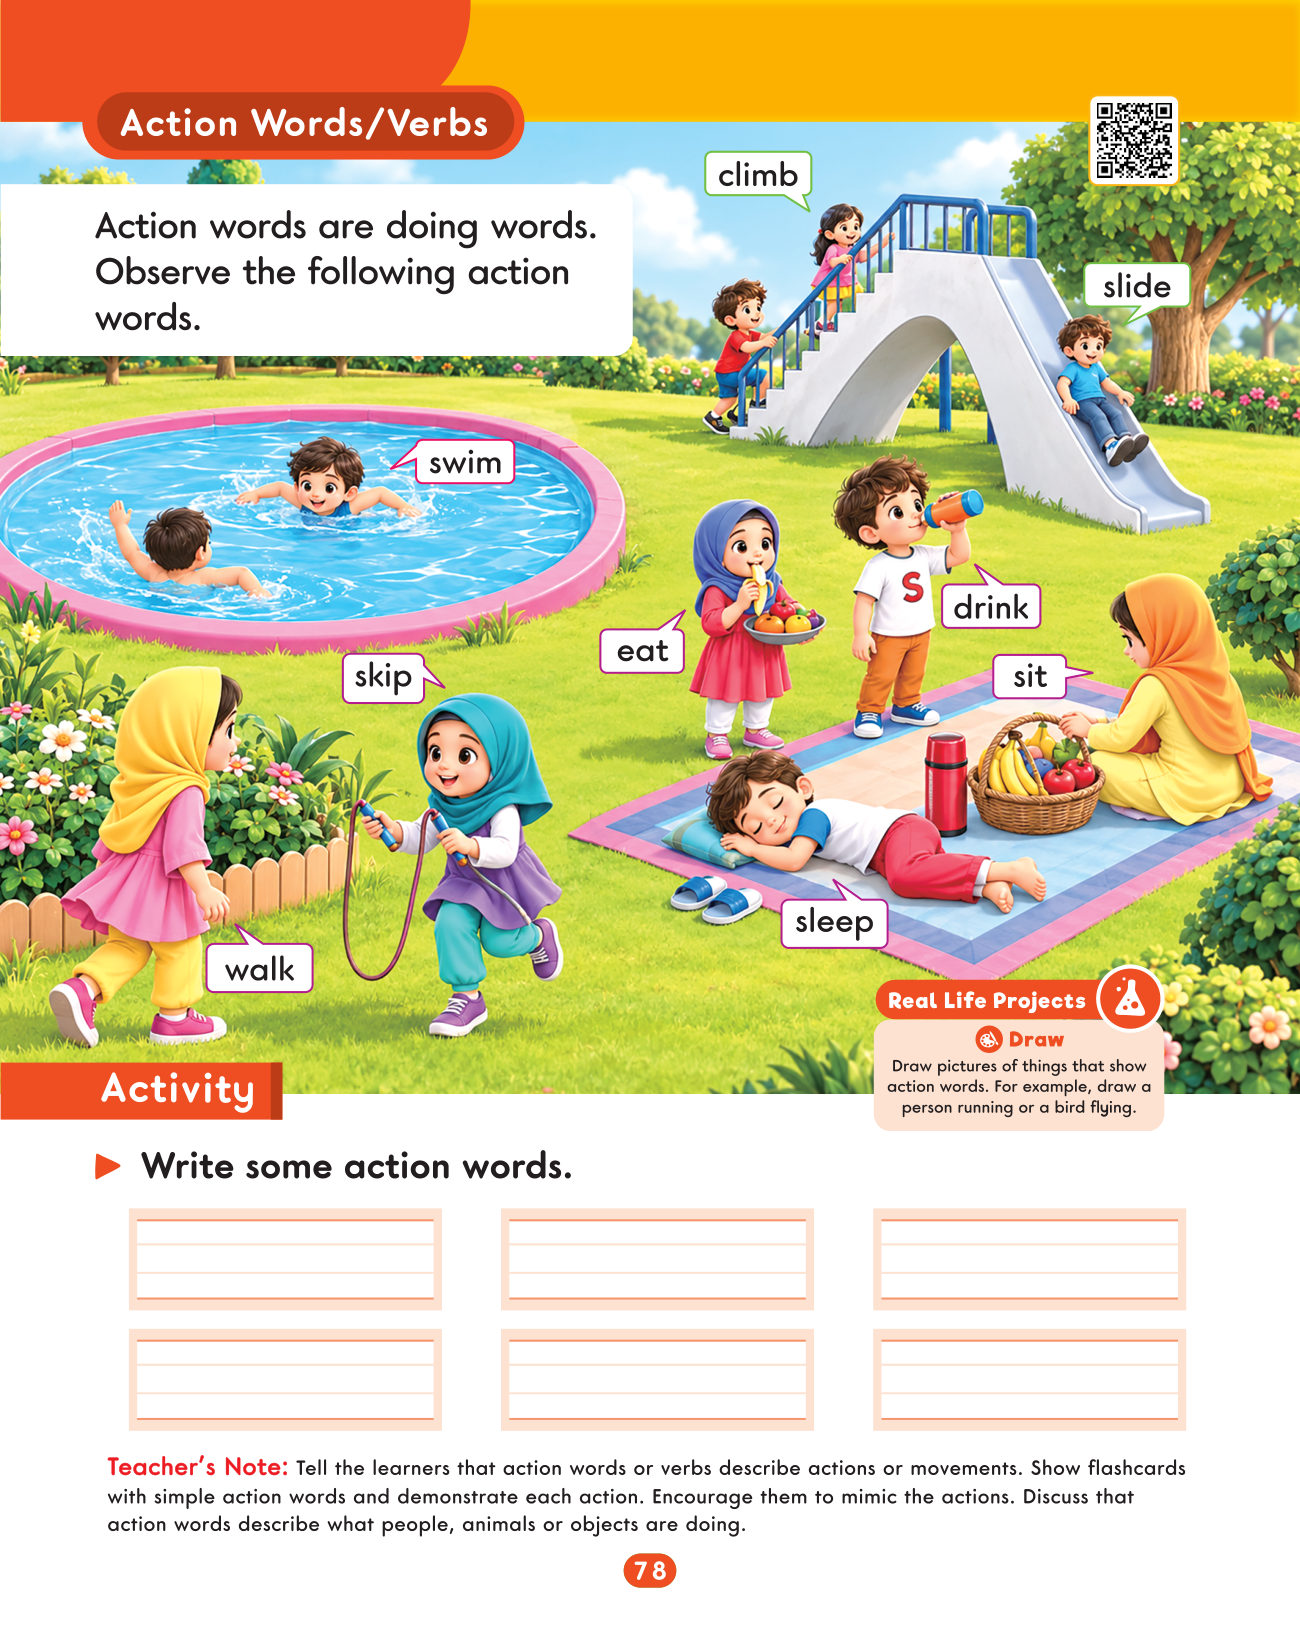 Action Words/Verbs
Action words are doing words.
Observe the following action
words.
climb
slide
swim
drink
eat
sit
skip
sleep
walk
S
Real Life Projects
Draw
Draw pictures of things that show
action words. For example, draw a
person running or a bird flying.
Activity
Write some action words.
Teacher's Note: Tell the learners that action words or verbs describe actions or movements. Show flashcards
with simple action words and demonstrate each action. Encourage them to mimic the actions. Discuss that
action words describe what people, animals or objects are doing.
78